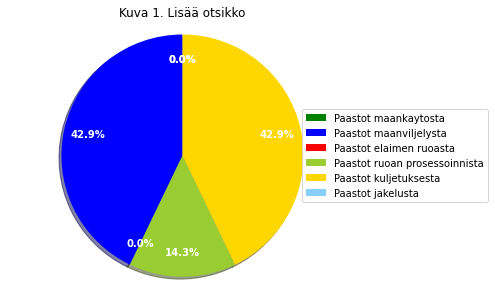 Kuva 1. Lisää otsikko
0.0%
42.9%
42.9%
0.0%
14.3%
Paastot maankaytosta
Paastot maanviljelysta
Paastot elaimen ruoasta
Paastot ruoan prosessoinnista
Paastot kuljetuksesta
Paastot jakelusta